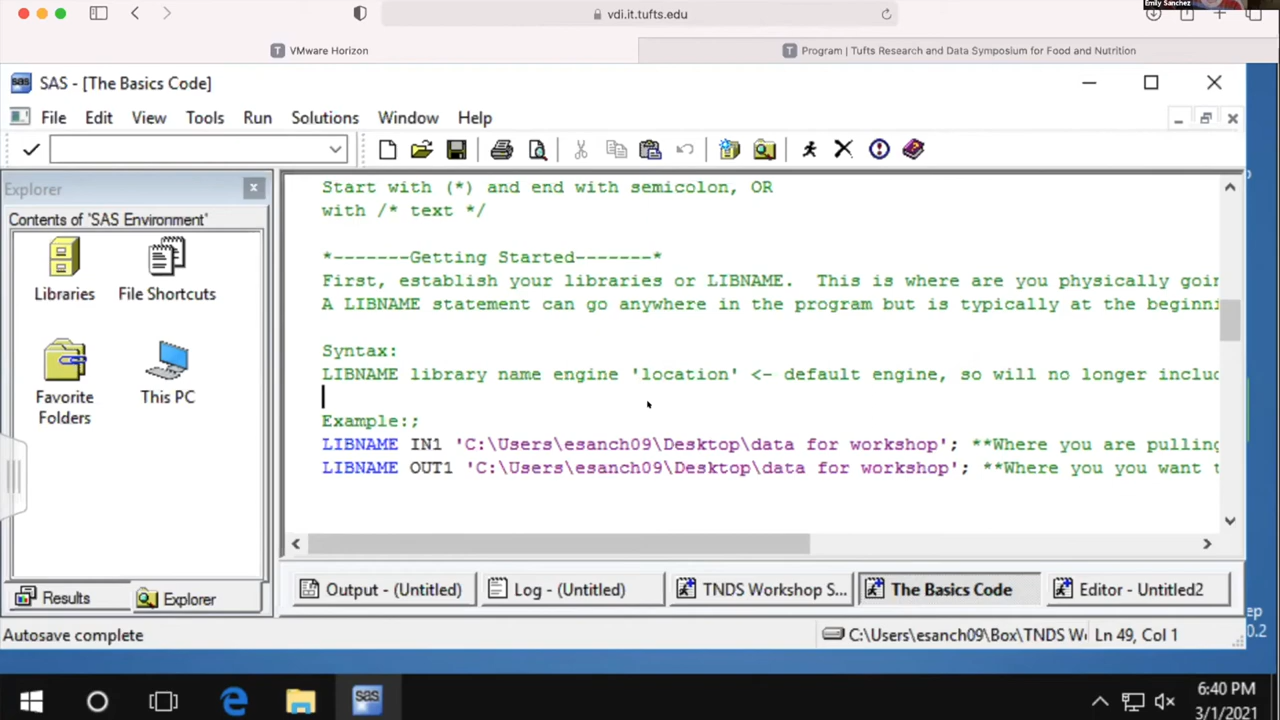 Emily Sanchez
vdi.it.tufts.edu
VMware Horizon
Program | Tufts Research and Data Symposium for Food and Nutrition
SAS - [The Basics Code]
File Edit View Tools Run Solutions Window Help
Explorer
Contents of 'SAS Environment'
Libraries
File Shortcuts
Favorite Folders
This PC
Results
Explorer
Start with (*) and end with semicolon, OR
with /* text */
*-------Getting Started-------*
First, establish your libraries or LIBNAME. This is where are you physically goin
A LIBNAME statement can go anywhere in the program but is typically at the beginni
Syntax:
LIBNAME library name engine 'location' <- default engine, so will no longer inclu
Example:;
LIBNAME IN1 'C:\Users\esanch09\Desktop\data for workshop'; **Where you are pulling
LIBNAME OUT1 'C:\Users\esanch09\Desktop\data for workshop'; **Where you you want t
Output - (Untitled)
Log - (Untitled)
TNDS Workshop S...
The Basics Code
Editor - Untitled2
Autosave complete
C:\Users\esanch09\Box\TNDS W
Ln 49, Col 1
ep
0.2
6:40 PM
3/1/2021